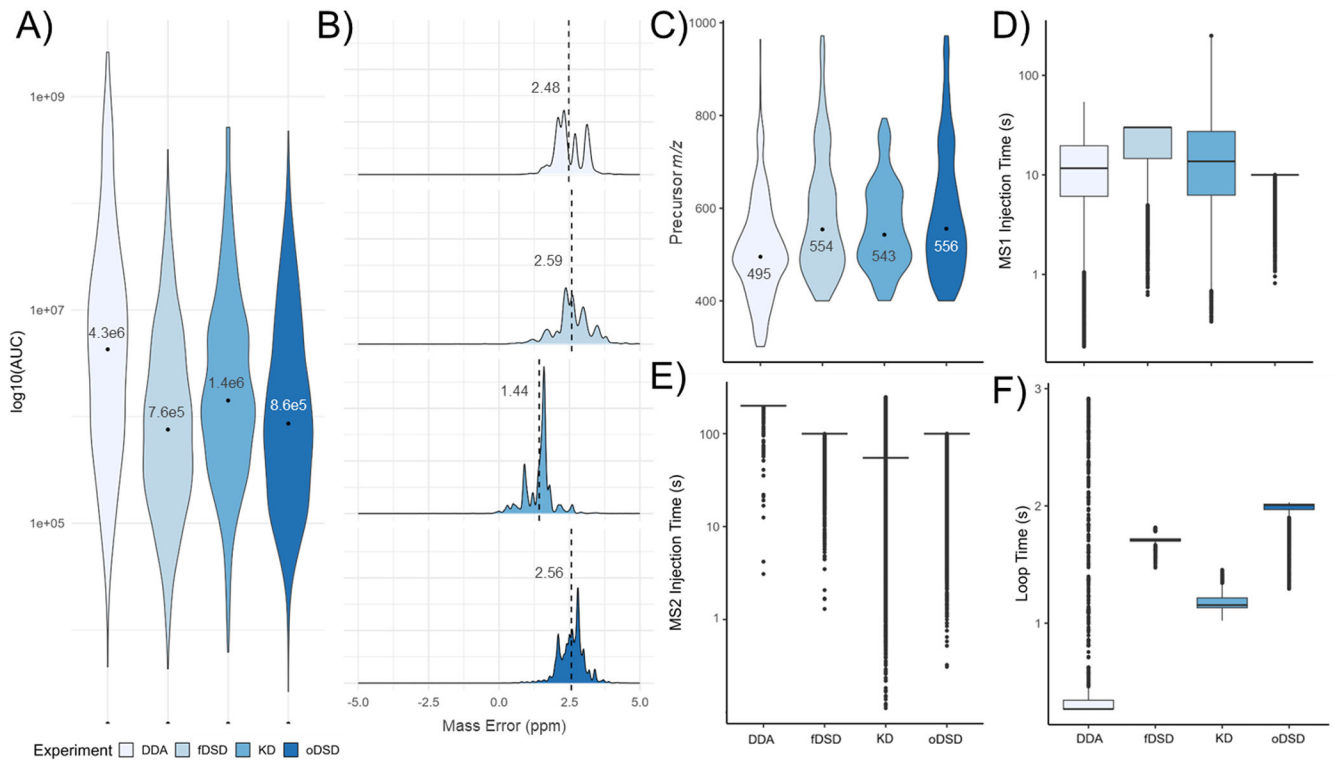 A)
log10(AUC)
1e+09
1e+07
1e+05
4.3e6
7.6e5
1.4e6
8.6e5
Experiment DDA fDSD KD oDSD
B)
2.48
2.59
1.44
2.56
-5.0 -2.5 0.0 2.5 5.0
Mass Error (ppm)
C)
Precursor m/z
1000
800
600
400
495
554
543
556
D)
MS1 Injection Time (s)
100
10
1
E)
MS2 Injection Time (s)
100
10
1
DDA fDSD KD oDSD
F)
Loop Time (s)
3
2
1
DDA fDSD KD oDSD